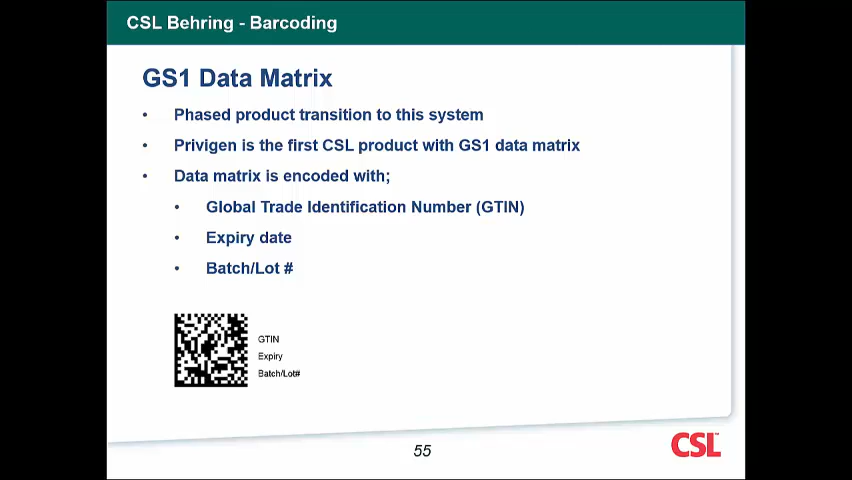 CSL Behring - Barcoding
GS1 Data Matrix
• Phased product transition to this system
• Privigen is the first CSL product with GS1 data matrix
• Data matrix is encoded with;
• Global Trade Identification Number (GTIN)
• Expiry date
• Batch/Lot #
GTIN
Expiry
Batch/Lot#
55
CSL™